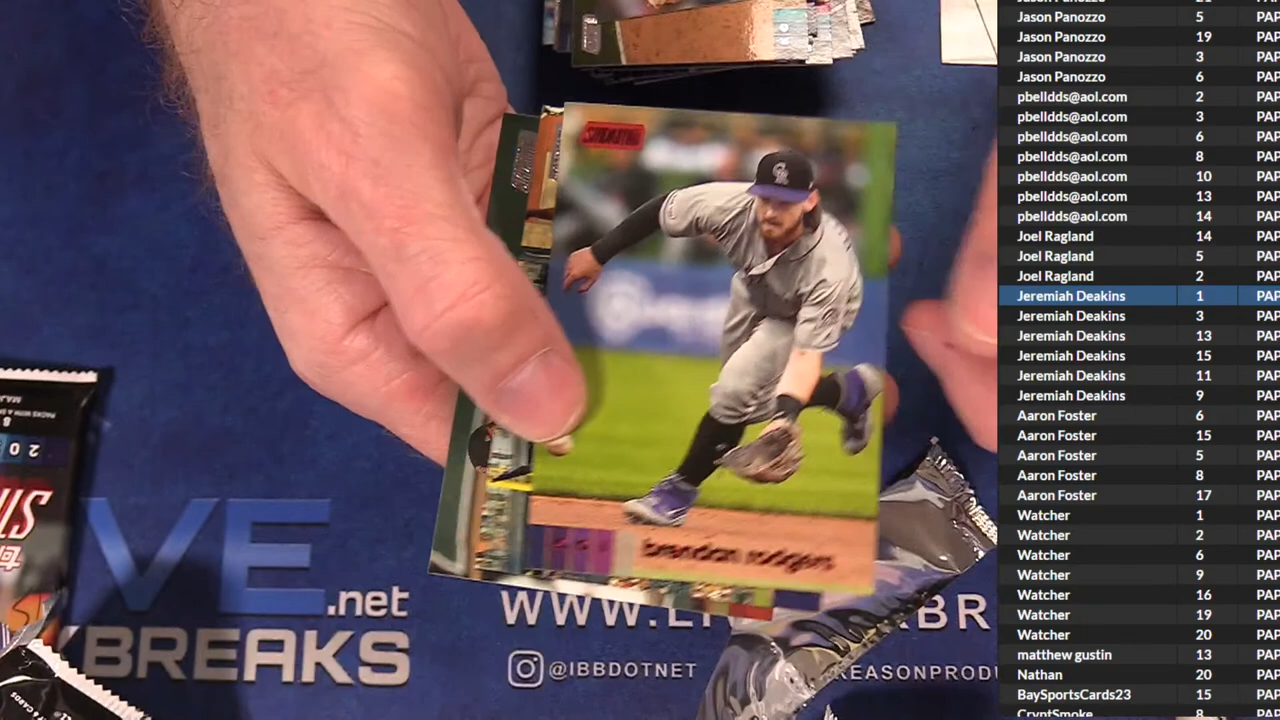 Jason Panozzo 5 PAP
Jason Panozzo 19 PAP
Jason Panozzo 3 PAP
Jason Panozzo 6 PAP
pbelldds@aol.com 2 PAP
pbelldds@aol.com 3 PAP
pbelldds@aol.com 6 PAP
pbelldds@aol.com 8 PAP
pbelldds@aol.com 10 PAP
pbelldds@aol.com 13 PAP
pbelldds@aol.com 14 PAP
Joel Ragland 14 PAP
Joel Ragland 5 PAP
Joel Ragland 2 PAP
Jeremiah Deakins 1 PAP
Jeremiah Deakins 3 PAP
Jeremiah Deakins 13 PAP
Jeremiah Deakins 15 PAP
Jeremiah Deakins 11 PAP
Jeremiah Deakins 9 PAP
Aaron Foster 6 PAP
Aaron Foster 15 PAP
Aaron Foster 5 PAP
Aaron Foster 8 PAP
Aaron Foster 17 PAP
Watcher 1 PAP
Watcher 2 PAP
Watcher 6 PAP
Watcher 9 PAP
Watcher 16 PAP
Watcher 19 PAP
Watcher 20 PAP
matthew gustin 13 PAP
Nathan 20 PAP
BaySportsCards23 15 PAP
CryptSmoke 8 PAP
CR
brendan rodgers
VE.net
BREAKS
WWW.L
BR
@IBBDOTNET
REASONPRODU